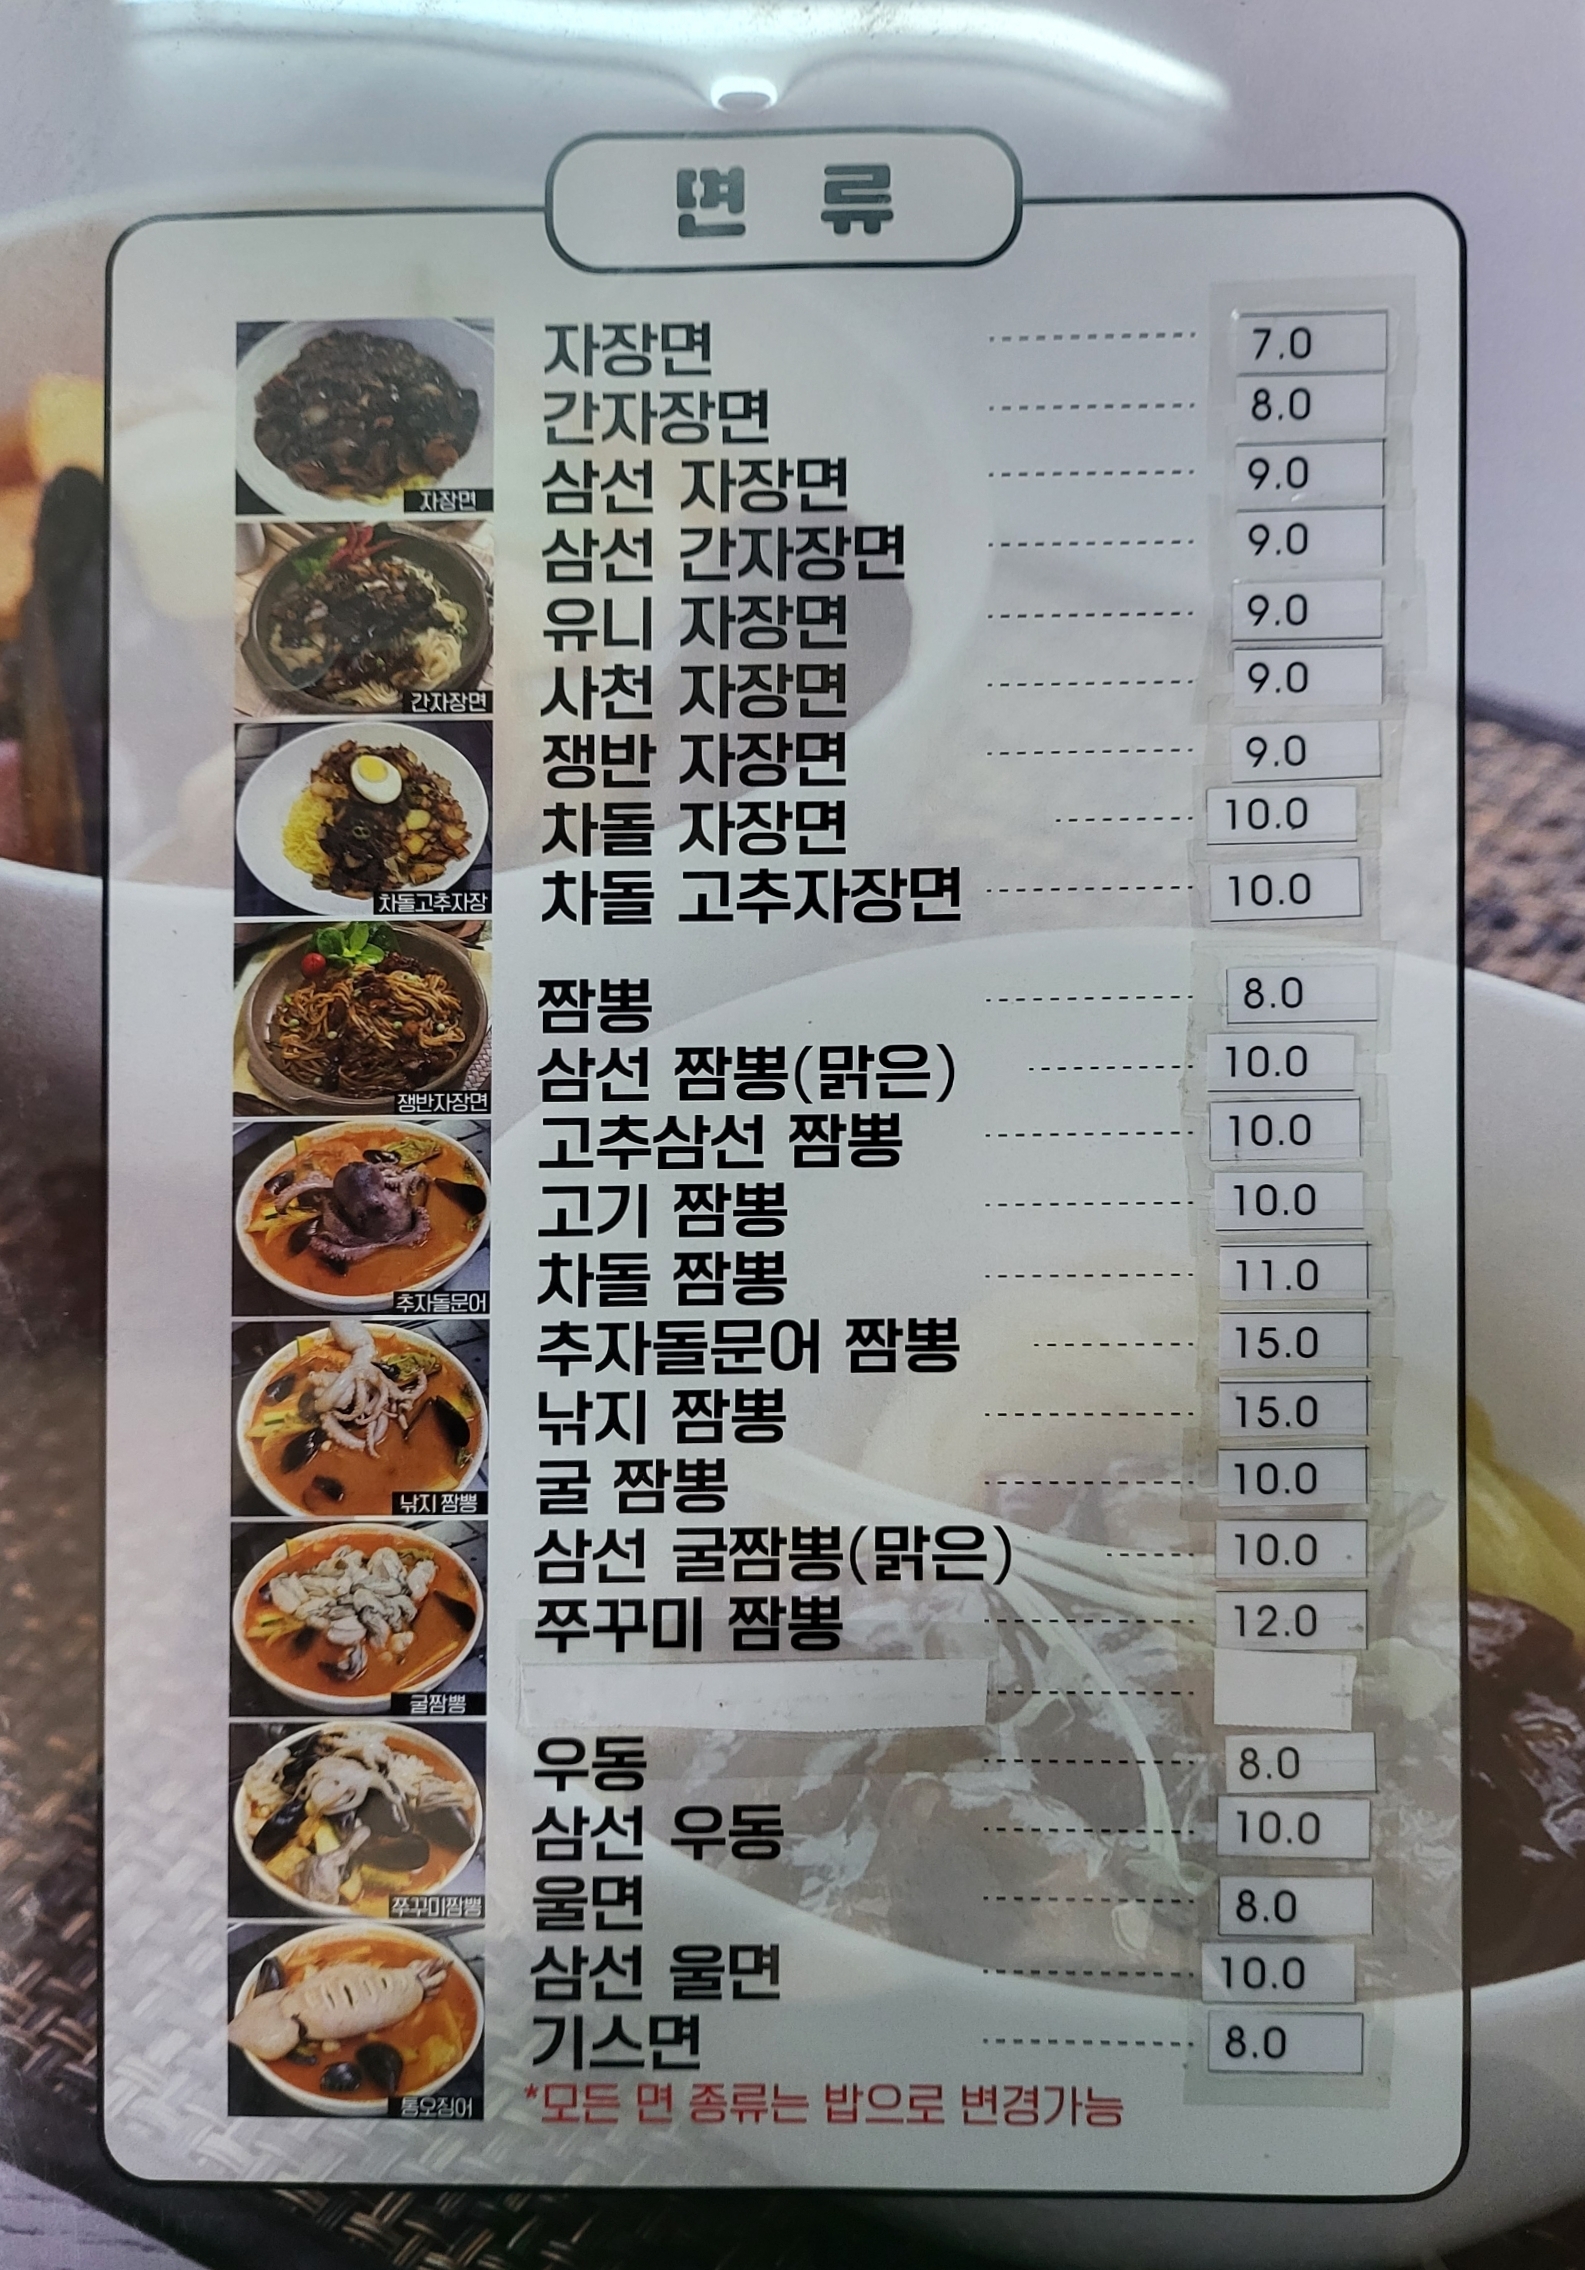 면 류
자장면 7.0
간자장면 8.0
삼선 자장면 9.0
삼선 간자장면 9.0
유니 자장면 9.0
사천 자장면 9.0
쟁반 자장면 9.0
차돌 자장면 10.0
차돌 고추자장면 10.0
짬뽕 8.0
삼선 짬뽕(맑은) 10.0
고추삼선 짬뽕 10.0
고기 짬뽕 10.0
차돌 짬뽕 11.0
추자돌문어 짬뽕 15.0
낚지 짬뽕 15.0
굴 짬뽕 10.0
삼선 굴짬뽕(맑은) 10.0
쭈꾸미 짬뽕 12.0
우동 8.0
삼선 우동 10.0
울면 8.0
삼선 울면 10.0
기스면 8.0
*모든 면 종류는 밥으로 변경가능
자장면
간자장면
차돌고추자장
쟁반자장면
추자돌문어
낚지 짬뽕
굴짬뽕
쭈꾸미짬뽕
통오징어